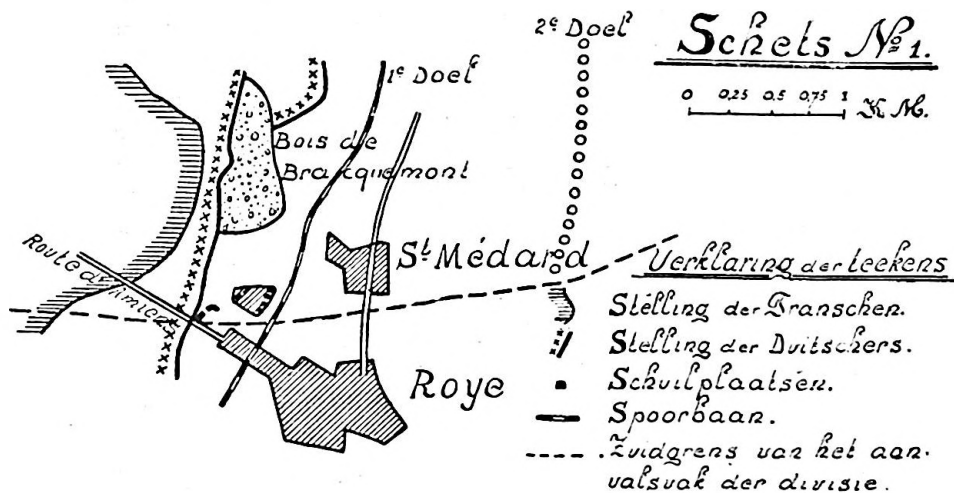 Schets No 1.
0 0,25 0,5 0,75 1 K M.
2e Doel
1e Doel
Bois de
Bracquemont
St Médard
Route d'Amiens
Roye
Verklaring der teekens
Stelling der Franschen.
Stelling der Duitschers.
Schuilplaatsen.
Spoorbaan.
Zuidgrens van het aan-
valsvak der divisie.